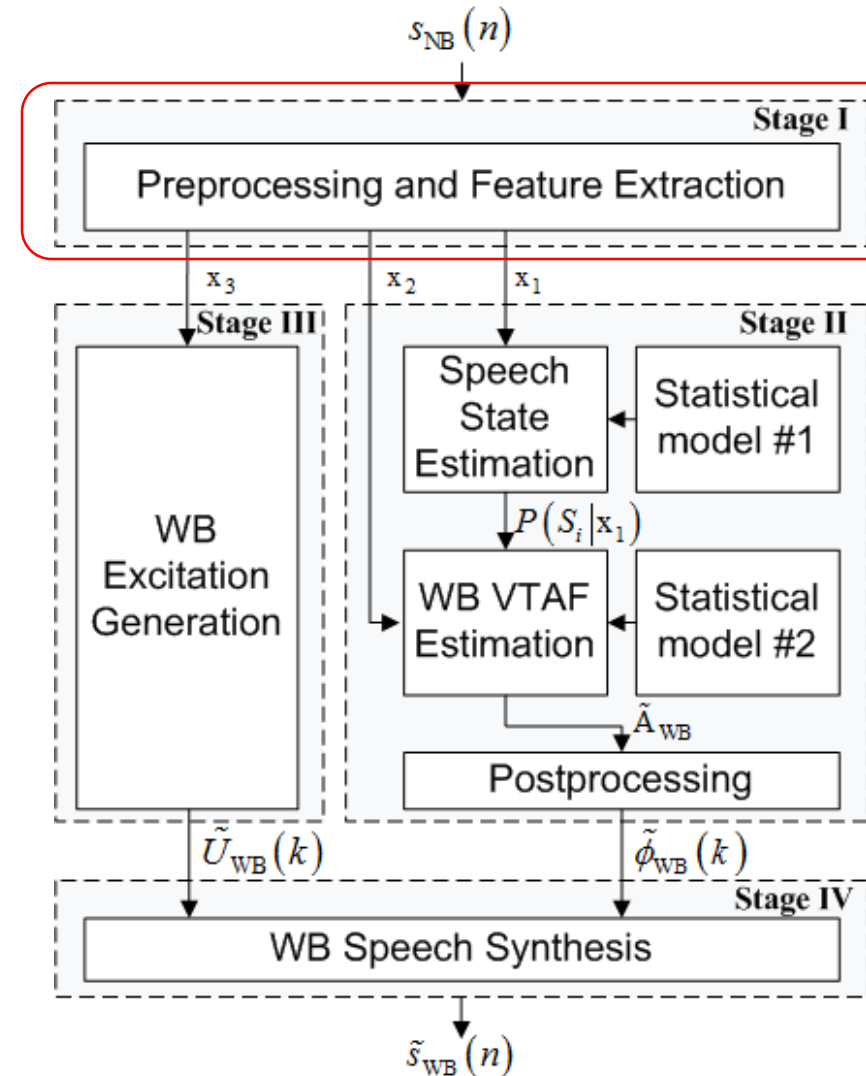 s_NB(n)
Stage I
Preprocessing and Feature Extraction
x_3
x_2
x_1
Stage III
Stage II
WB
Excitation
Generation
Speech
State
Estimation
Statistical
model #1
P(S_i|x_1)
WB VTAF
Estimation
Statistical
model #2
Ã_WB
Postprocessing
Ũ_WB(k)
ϕ̃_WB(k)
Stage IV
WB Speech Synthesis
s̃_WB(n)